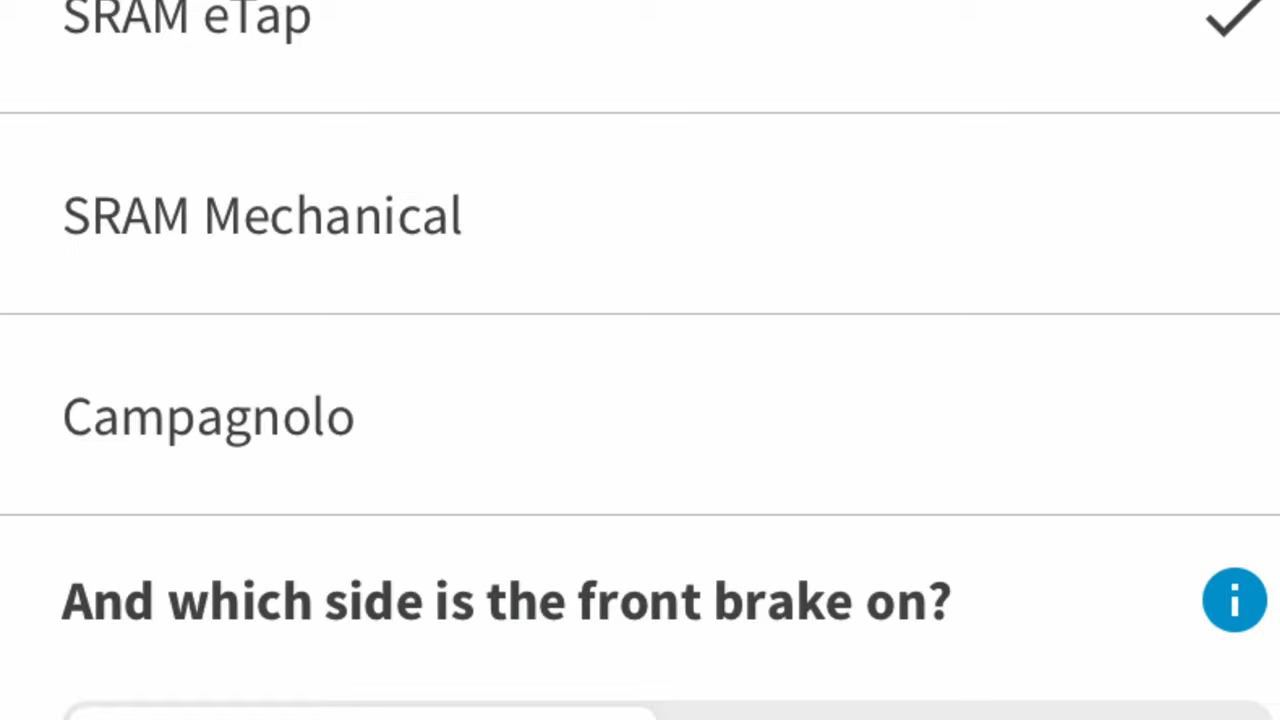 SRAM eTap
SRAM Mechanical
Campagnolo
And which side is the front brake on?